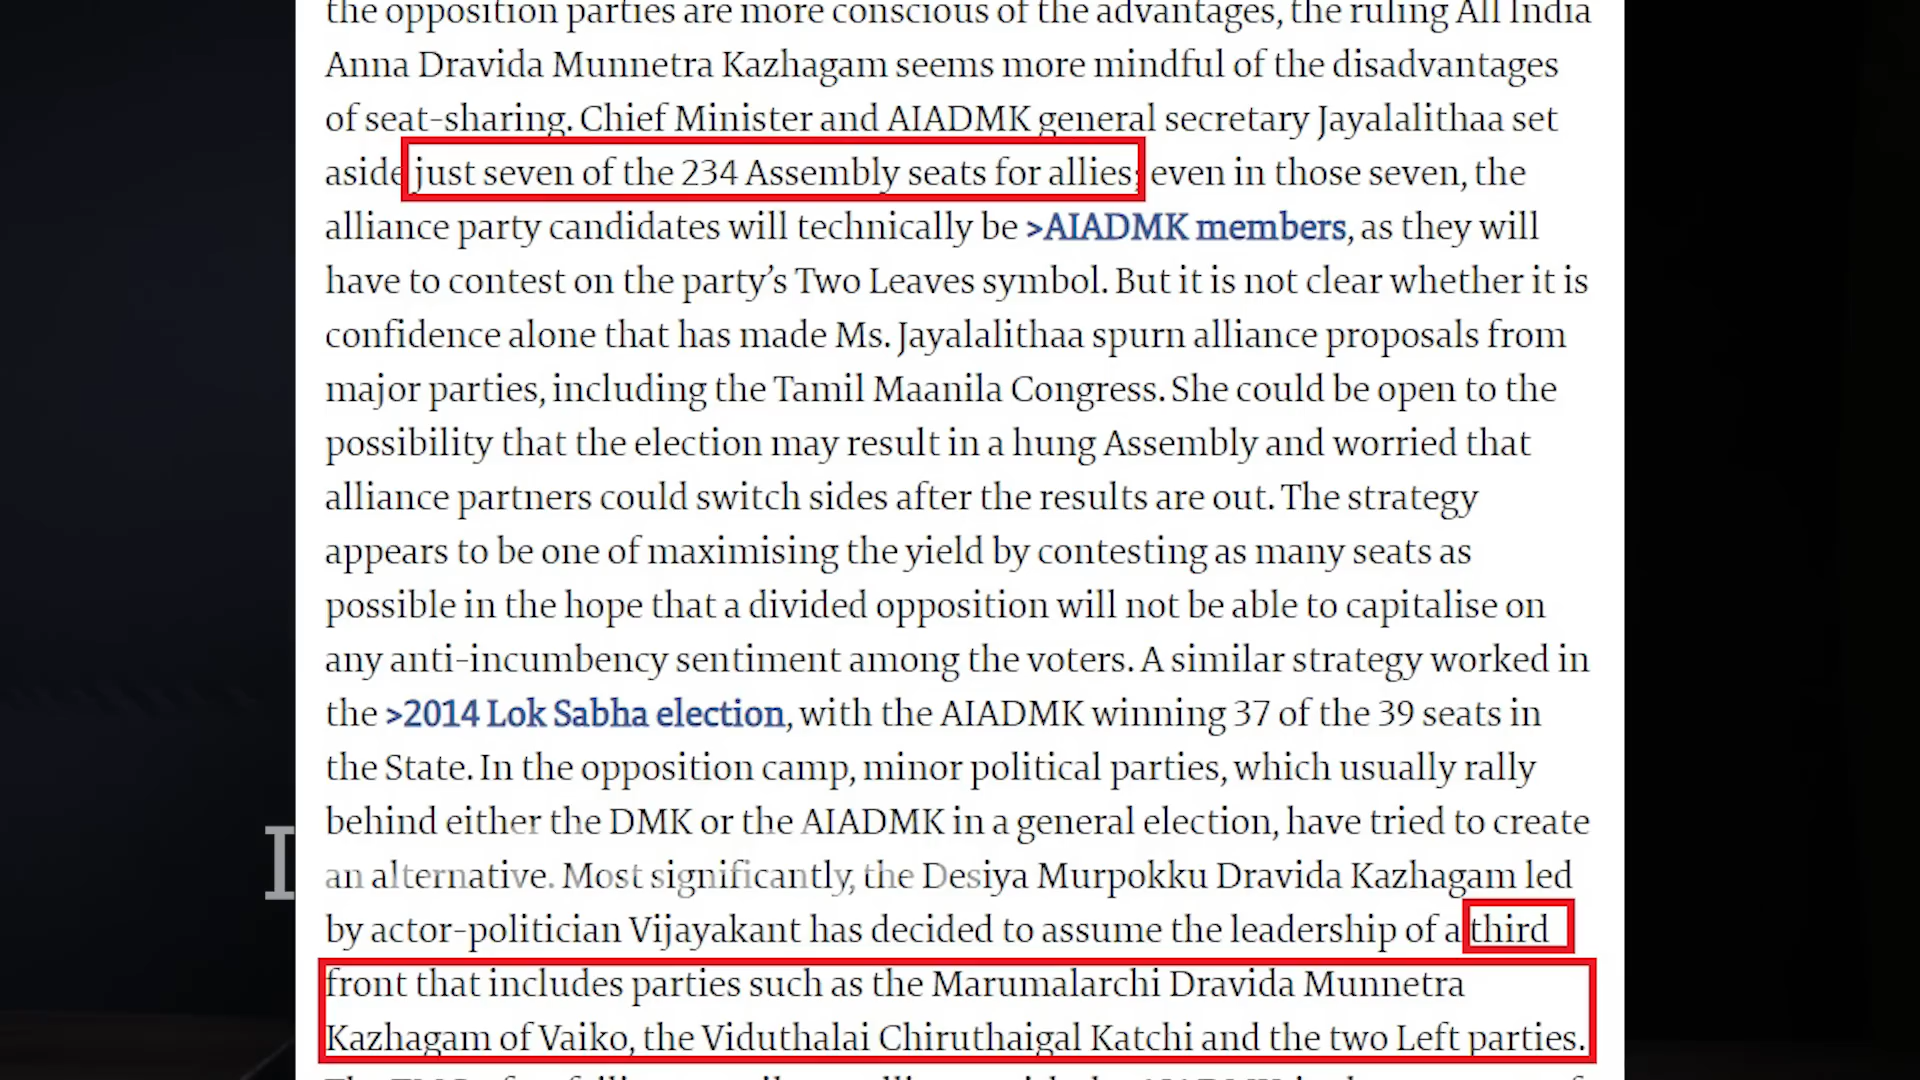 the opposition parties are more conscious of the advantages, the ruling All India
Anna Dravida Munnetra Kazhagam seems more mindful of the disadvantages
of seat-sharing. Chief Minister and AIADMK general secretary Jayalalithaa set
aside just seven of the 234 Assembly seats for allies; even in those seven, the
alliance party candidates will technically be >AIADMK members, as they will
have to contest on the party’s Two Leaves symbol. But it is not clear whether it is
confidence alone that has made Ms. Jayalalithaa spurn alliance proposals from
major parties, including the Tamil Maanila Congress. She could be open to the
possibility that the election may result in a hung Assembly and worried that
alliance partners could switch sides after the results are out. The strategy
appears to be one of maximising the yield by contesting as many seats as
possible in the hope that a divided opposition will not be able to capitalise on
any anti-incumbency sentiment among the voters. A similar strategy worked in
the >2014 Lok Sabha election, with the AIADMK winning 37 of the 39 seats in
the State. In the opposition camp, minor political parties, which usually rally
behind either the DMK or the AIADMK in a general election, have tried to create
an alternative. Most significantly, the Desiya Murpokku Dravida Kazhagam led
by actor-politician Vijayakant has decided to assume the leadership of a third
front that includes parties such as the Marumalarchi Dravida Munnetra
Kazhagam of Vaiko, the Viduthalai Chiruthaigal Katchi and the two Left parties.